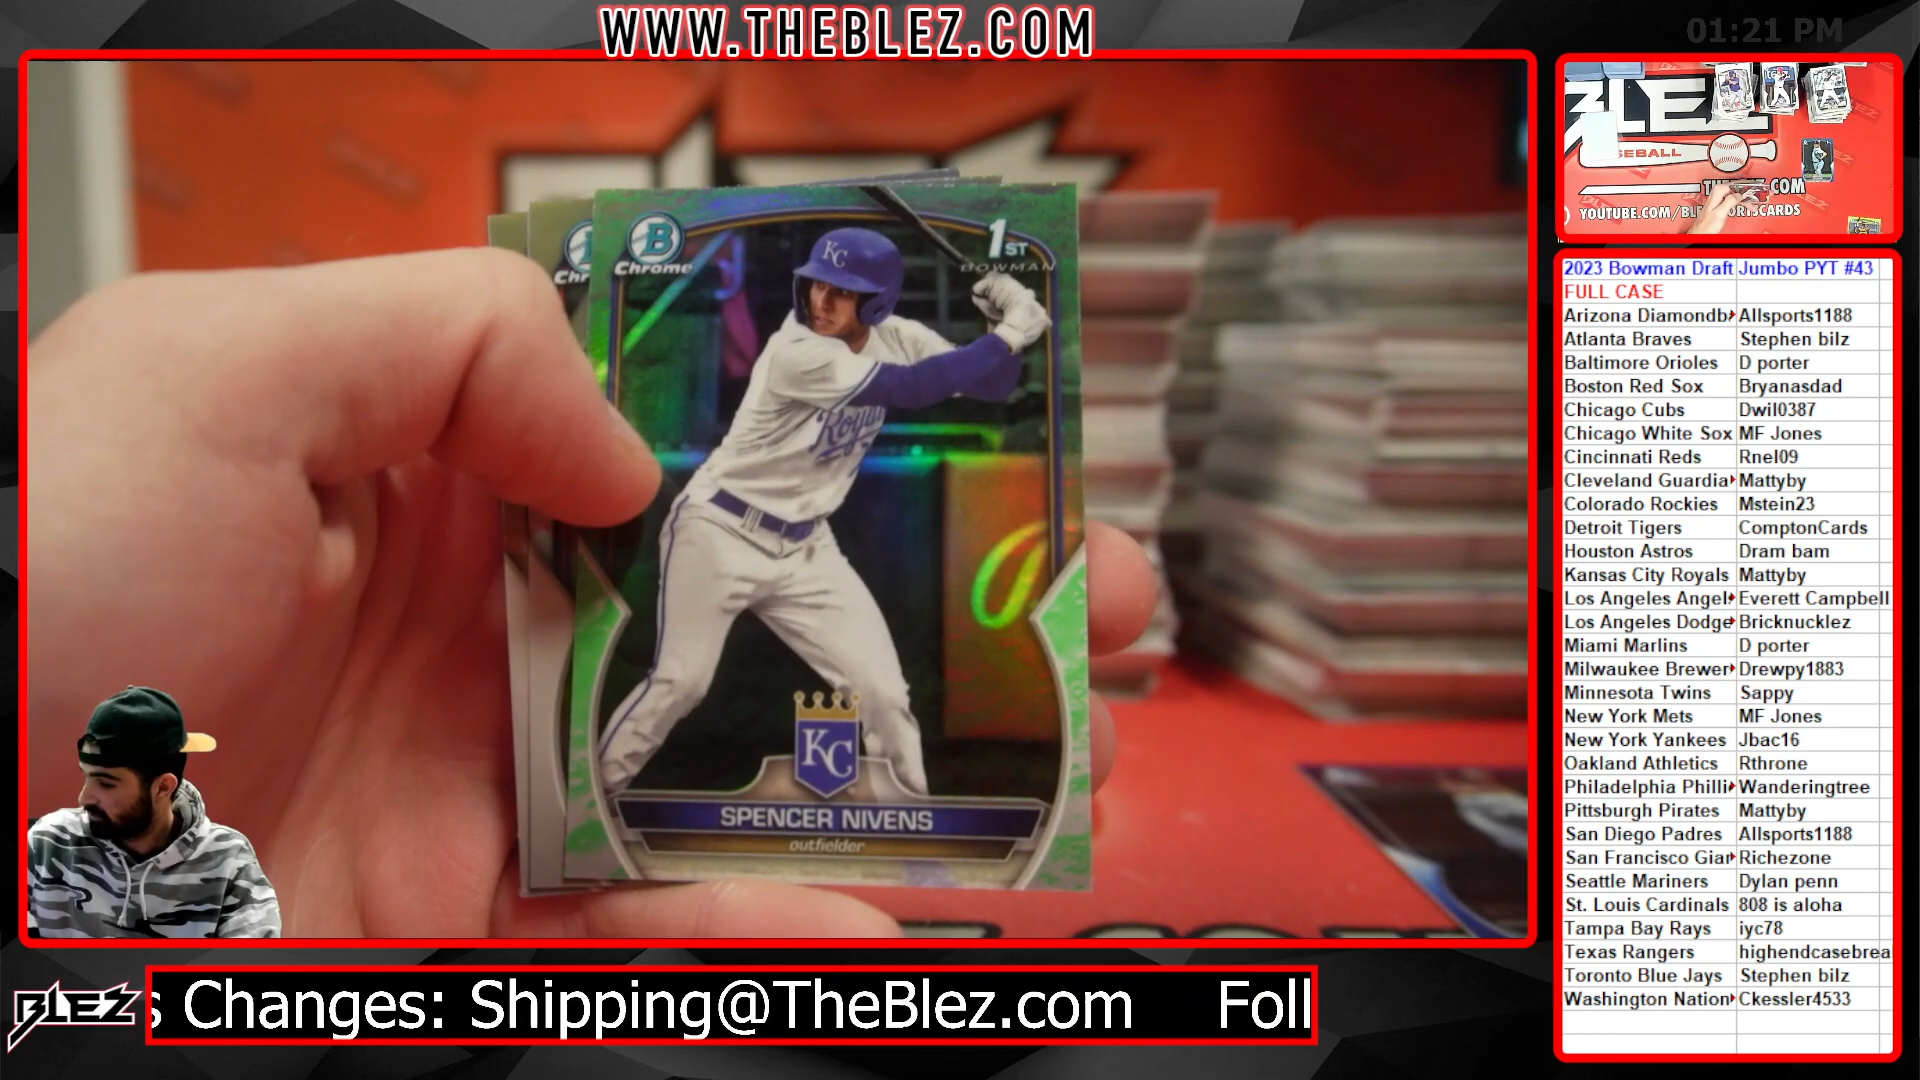 WWW.THEBLEZ.COM
01:21 PM
B
Chrome
1ST
BOWMAN
KC
Royals
KC
SPENCER NIVENS
outfielder
BLEZ
SEBALL
.COM
YOUTUBE.COM/BLEZSPORTSCARDS
2023 Bowman Draft Jumbo PYT #43
FULL CASE
Arizona Diamondb Allsports1188
Atlanta Braves Stephen bilz
Baltimore Orioles D porter
Boston Red Sox Bryanasdad
Chicago Cubs Dwil0387
Chicago White Sox MF Jones
Cincinnati Reds Rnel09
Cleveland Guardia Mattyby
Colorado Rockies Mstein23
Detroit Tigers ComptonCards
Houston Astros Dram bam
Kansas City Royals Mattyby
Los Angeles Angel Everett Campbell
Los Angeles Dodge Bricknucklez
Miami Marlins D porter
Milwaukee Brewer Drewpy1883
Minnesota Twins Sappy
New York Mets MF Jones
New York Yankees Jbac16
Oakland Athletics Rthrone
Philadelphia Philli Wanderingtree
Pittsburgh Pirates Mattyby
San Diego Padres Allsports1188
San Francisco Giar Richezone
Seattle Mariners Dylan penn
St. Louis Cardinals 808 is aloha
Tampa Bay Rays iyc78
Texas Rangers highendcasebrea
Toronto Blue Jays Stephen bilz
Washington Nation Ckessler4533
BLEZ
s Changes: Shipping@TheBlez.com Foll